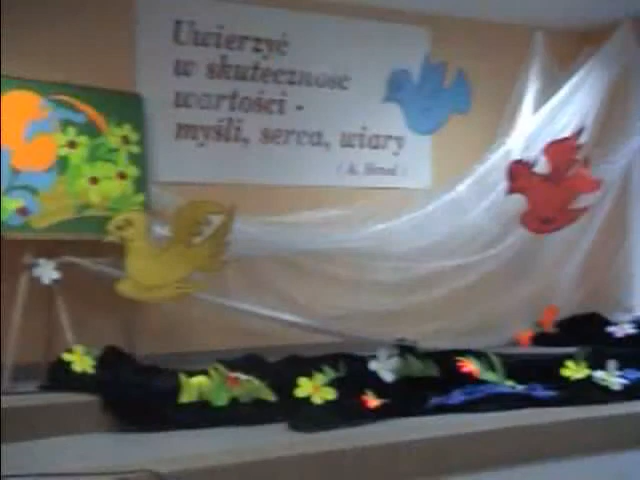 Uwierzyć
w skuteczność
wartości -
myśli, serca, wiary